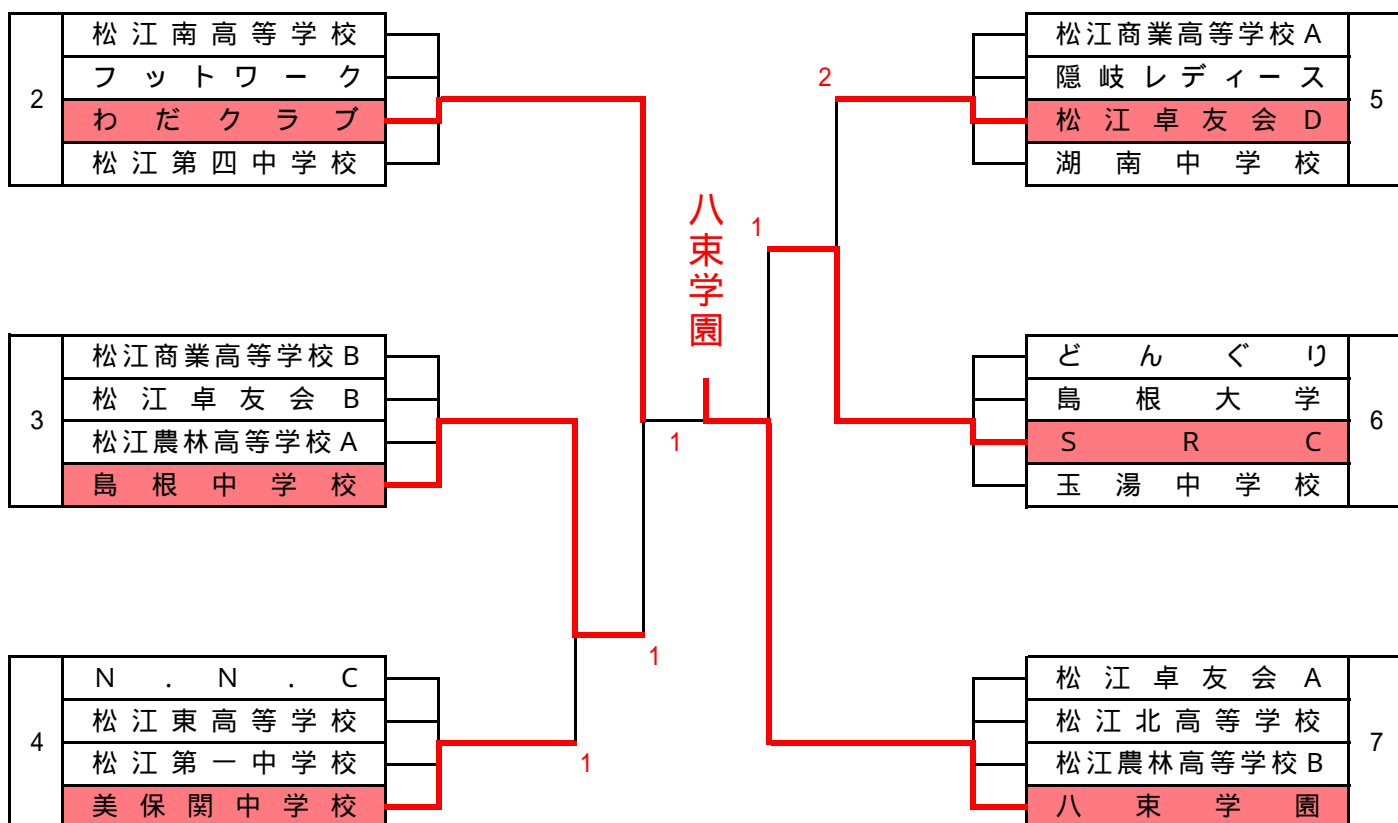 2
松江南高等学校
フットワーク
わだクラブ
松江第四中学校
3
松江商業高等学校B
松江卓友会B
松江農林高等学校A
島根中学校
4
N.N.C
松江東高等学校
松江第一中学校
美保関中学校
1
1
1
八束学園
1
2
松江商業高等学校A
隠岐レディース
松江卓友会D
湖南中学校
5
どんぐり
島根大学
SRC
玉湯中学校
6
松江卓友会A
松江北高等学校
松江農林高等学校B
八束学園
7